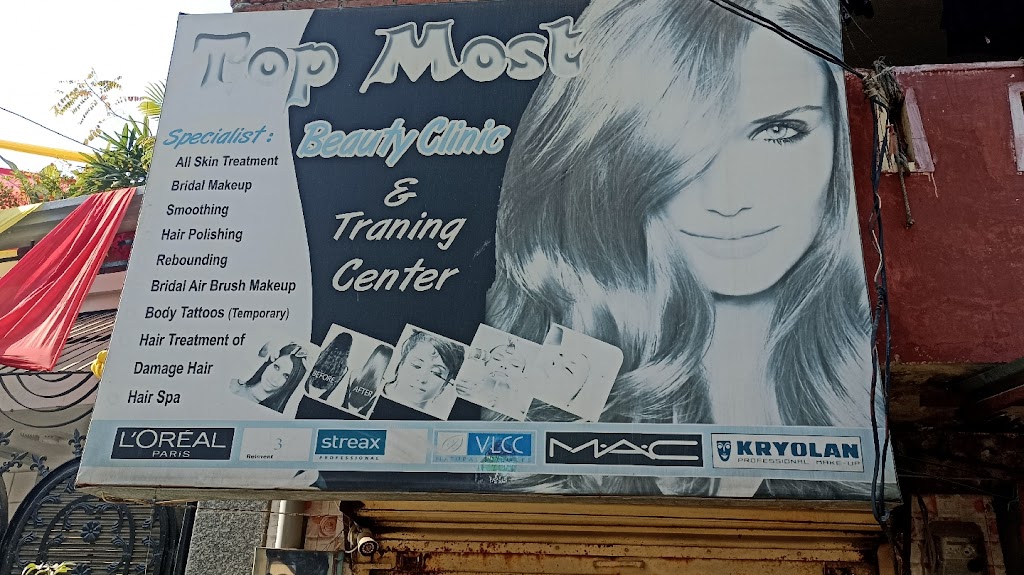 Top Most
Beauty Clinic
&
Traning
Center
Specialist :
All Skin Treatment
Bridal Makeup
Smoothing
Hair Polishing
Rebounding
Bridal Air Brush Makeup
Body Tattoos (Temporary)
Hair Treatment of
Damage Hair
Hair Spa
BEFORE
AFTER
L'ORÉAL
PARIS
3
streax
PROFESSIONAL
VLCC
M·A·C
KRYOLAN
PROFESSIONAL MAKE-UP